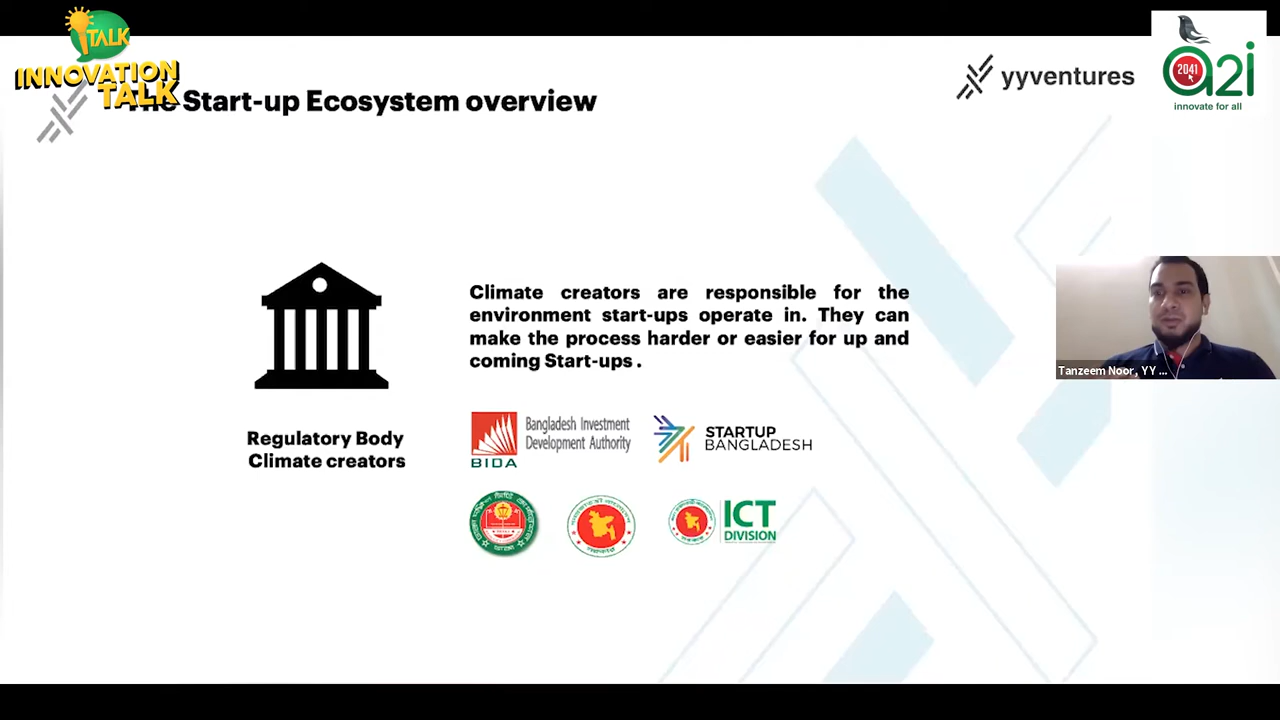 iTALK
INNOVATION
TALK
The Start-up Ecosystem overview
yyventures
2041
a2i
innovate for all
Climate creators are responsible for the
environment start-ups operate in. They can
make the process harder or easier for up and
coming Start-ups .
Tanzeem Noor, YY ...
Regulatory Body
Climate creators
Bangladesh Investment
Development Authority
BIDA
STARTUP
BANGLADESH
ICT
DIVISION